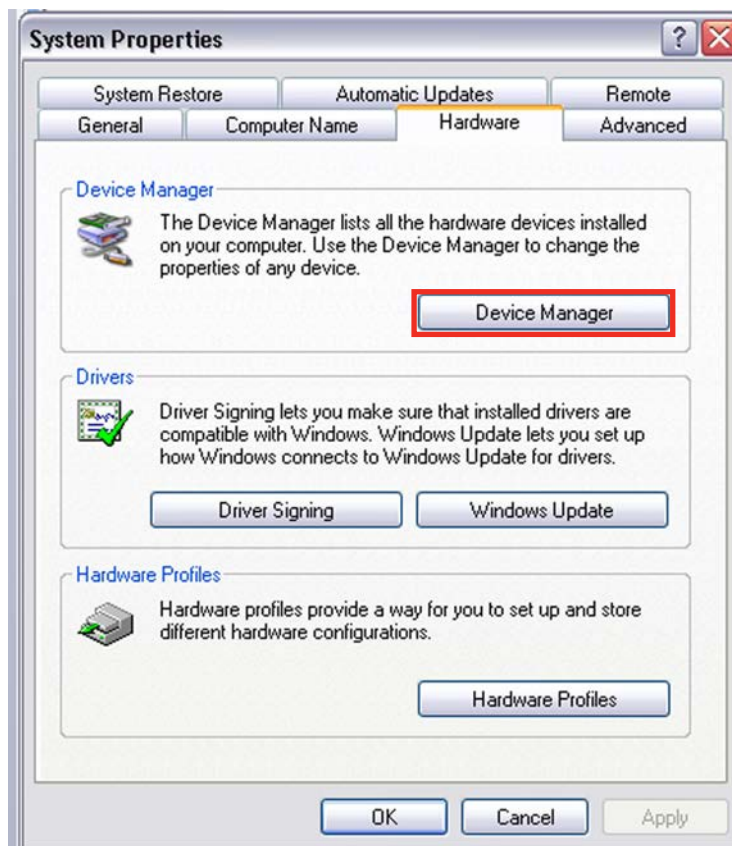 System Properties
?
System Restore Automatic Updates Remote
General Computer Name Hardware Advanced
Device Manager
The Device Manager lists all the hardware devices installed
on your computer. Use the Device Manager to change the
properties of any device.
Device Manager
Drivers
Driver Signing lets you make sure that installed drivers are
compatible with Windows. Windows Update lets you set up
how Windows connects to Windows Update for drivers.
Driver Signing Windows Update
Hardware Profiles
Hardware profiles provide a way for you to set up and store
different hardware configurations.
Hardware Profiles
OK Cancel Apply